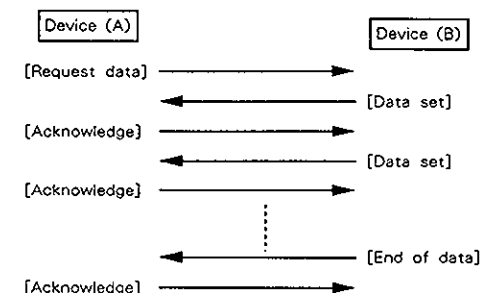 Device (A)
Device (B)
[Request data]
[Data set]
[Acknowledge]
[Data set]
[Acknowledge]
[End of data]
[Acknowledge]